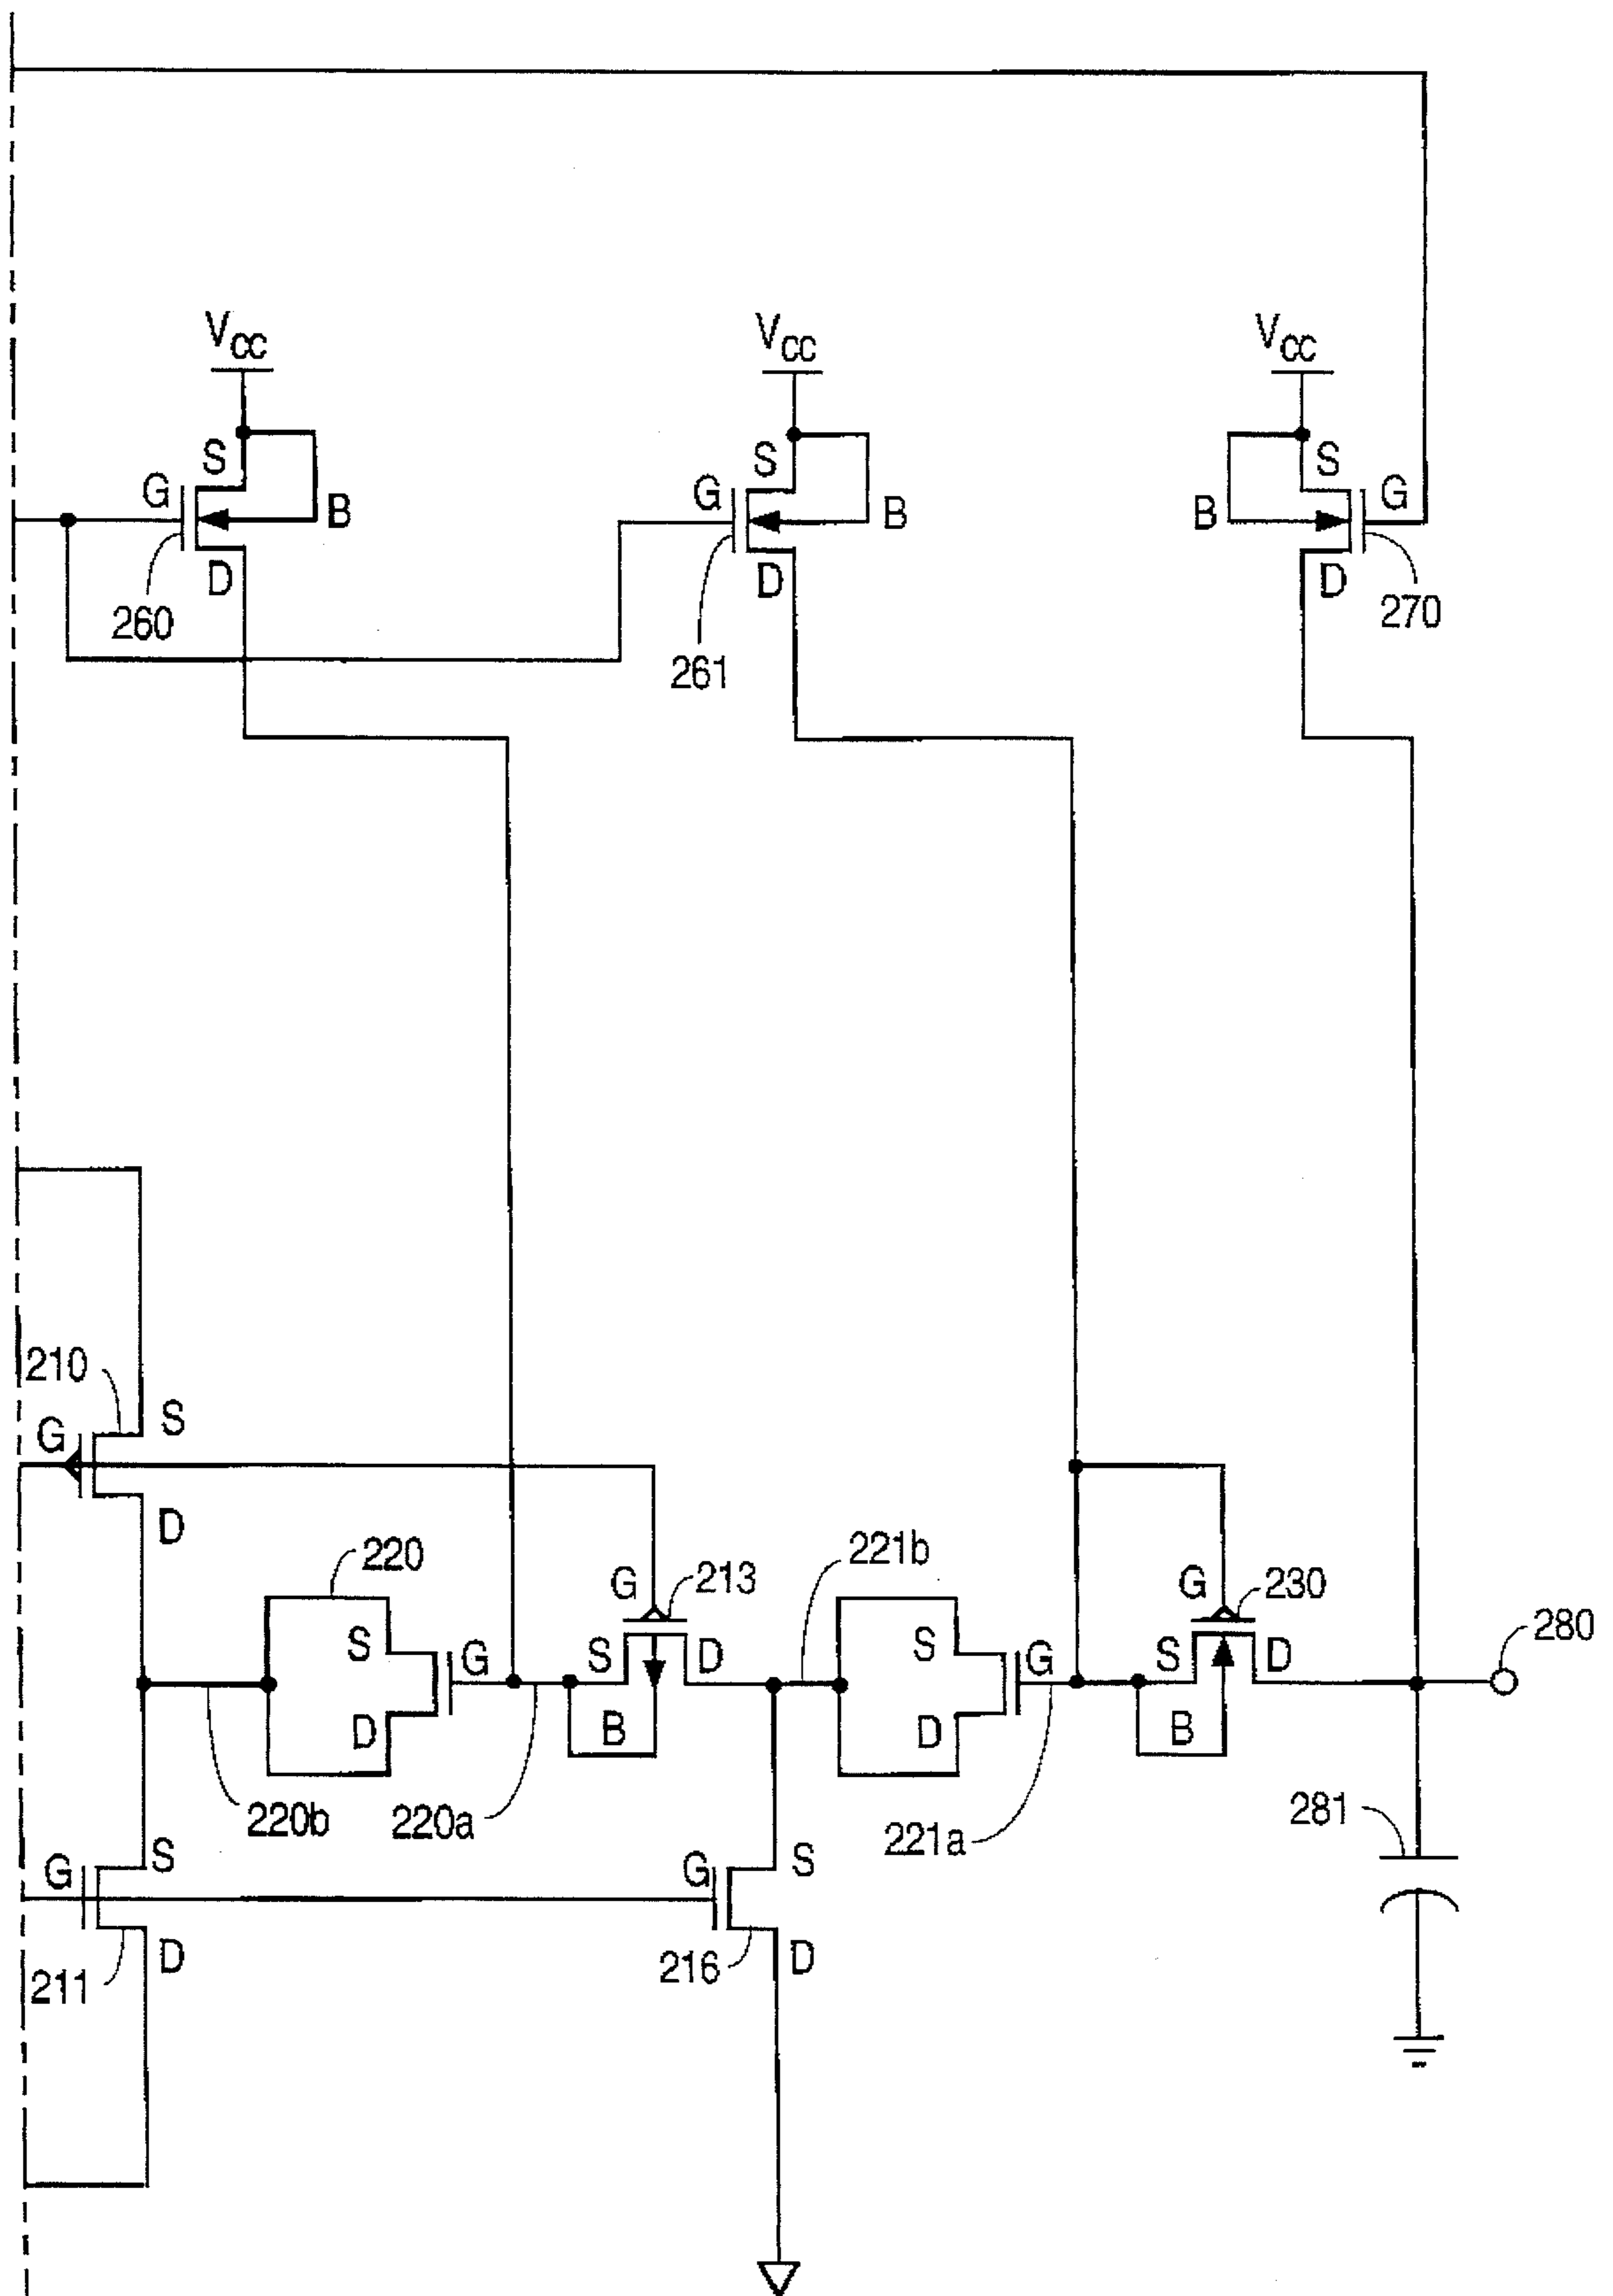 VCC VCC VCC
S S S
G B G B B G
D D D
260 261 270
210
G S
D
220 221b
213 230 280
G G
S G S D S G S D
D B D B
220b 220a 221a 281
G S G S
D D
211 216